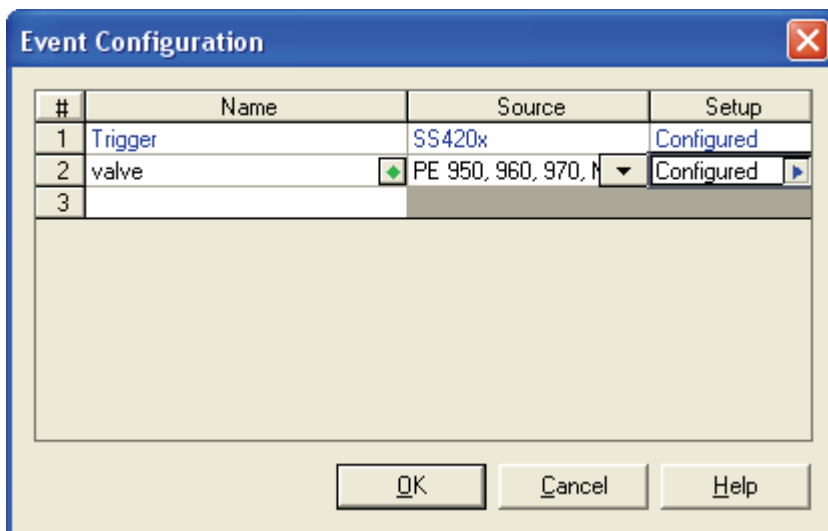 Event Configuration
# Name Source Setup
1 Trigger SS420x Configured
2 valve PE 950, 960, 970, Configured
3
OK Cancel Help